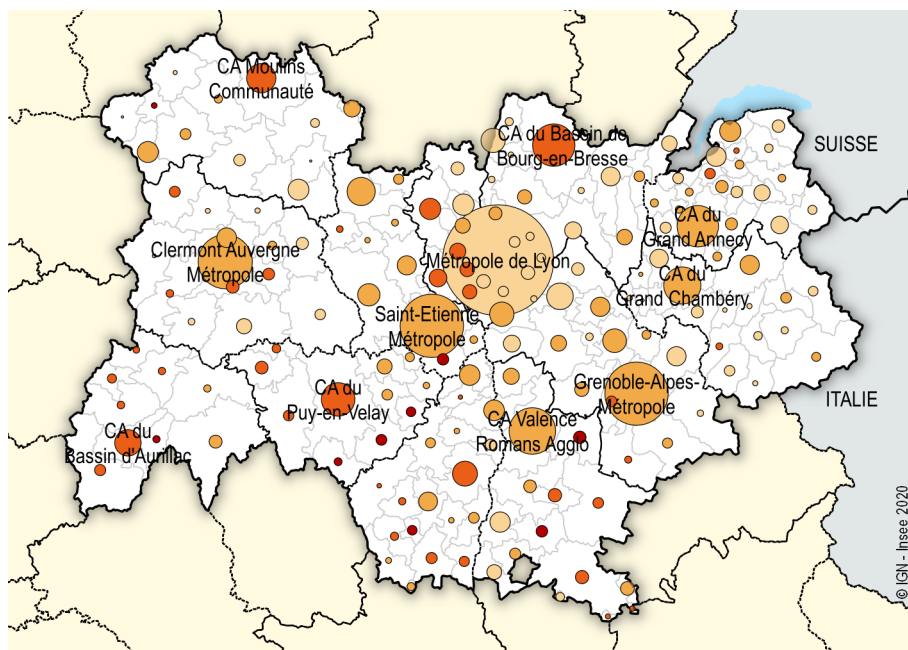 CA Moulins
Communauté
CA du Bassin de
Bourg-en-Bresse
SUISSE
CA du
Grand Annecy
Clermont Auvergne
Métropole
Métropole de Lyon
CA du
Grand Chambéry
Saint-Etienne
Métropole
CA du
Puy-en-Velay
Grenoble-Alpes-
Métropole
ITALIE
CA Valence
Romans Agglo
CA du
Bassin d'Aurillac
© IGN - Insee 2020